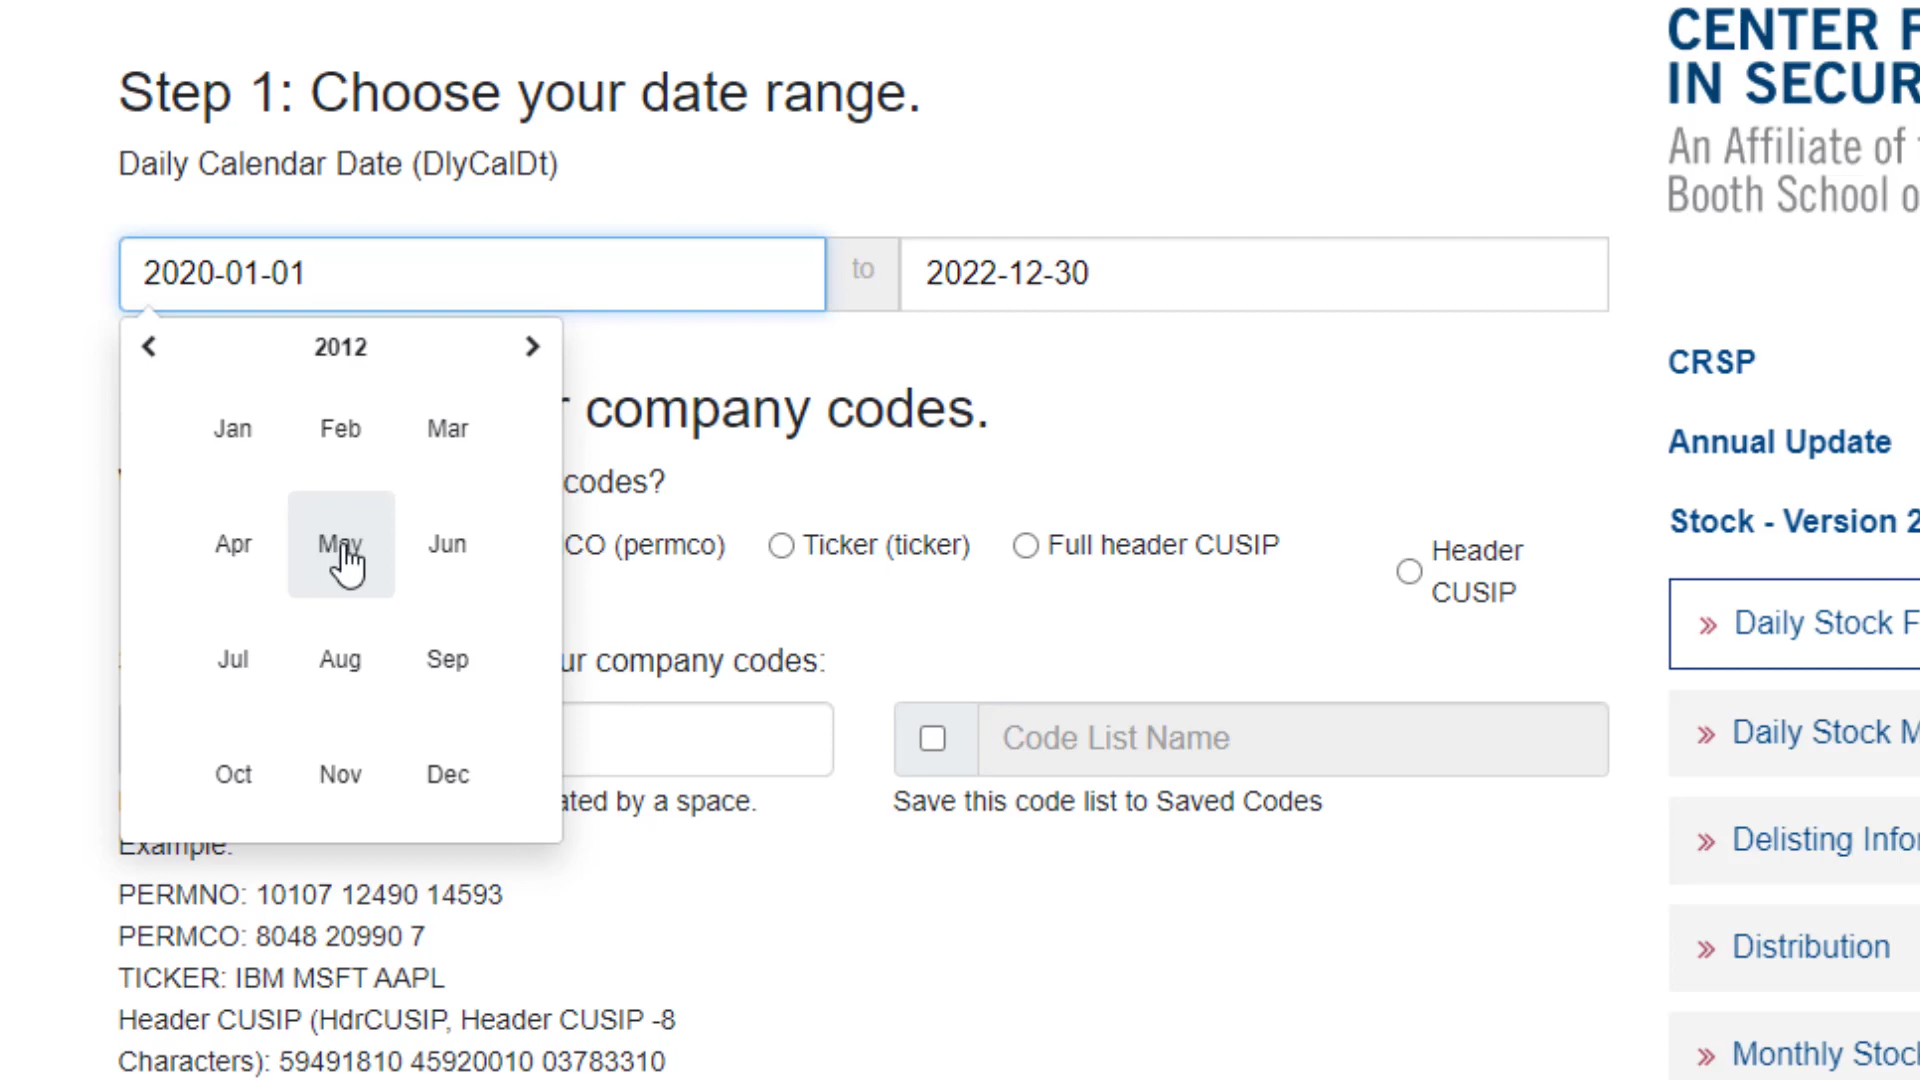 Step 1: Choose your date range.
Daily Calendar Date (DlyCalDt)
2020-01-01
to
2022-12-30
2012
Jan Feb Mar
Apr May Jun
Jul Aug Sep
Oct Nov Dec
company codes.
codes?
CO (permco)
Ticker (ticker)
Full header CUSIP
Header
CUSIP
ur company codes:
Code List Name
ated by a space.
Save this code list to Saved Codes
Example:
PERMNO: 10107 12490 14593
PERMCO: 8048 20990 7
TICKER: IBM MSFT AAPL
Header CUSIP (HdrCUSIP, Header CUSIP -8
Characters): 59491810 45920010 03783310
CENTER F
IN SECUR
An Affiliate of
Booth School o
CRSP
Annual Update
Stock - Version 2
» Daily Stock F
» Daily Stock M
» Delisting Infor
» Distribution
» Monthly Stock